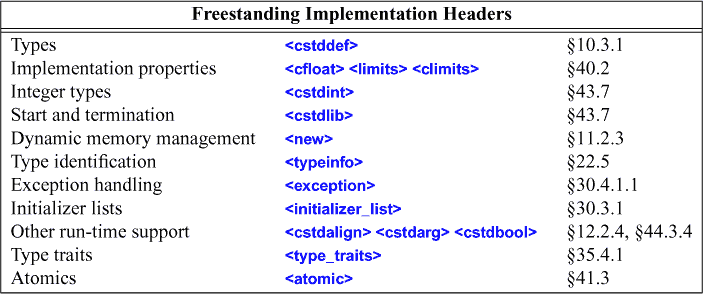 Freestanding Implementation Headers
Types <cstddef> §10.3.1
Implementation properties <cfloat> <limits> <climits> §40.2
Integer types <cstdint> §43.7
Start and termination <cstdlib> §43.7
Dynamic memory management <new> §11.2.3
Type identification <typeinfo> §22.5
Exception handling <exception> §30.4.1.1
Initializer lists <initializer_list> §30.3.1
Other run-time support <cstdalign> <cstdarg> <cstdbool> §12.2.4, §44.3.4
Type traits <type_traits> §35.4.1
Atomics <atomic> §41.3